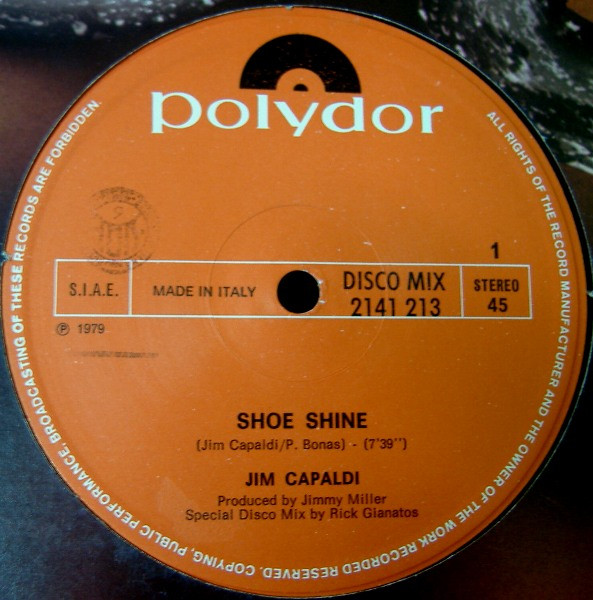 polydor
ALL RIGHTS OF THE RECORD MANUFACTURER AND THE OWNER OF THE WORK RECORDED RESERVED. COPYING, PUBLIC PERFORMANCE, BROADCASTING OF THESE RECORDS ARE FORBIDDEN.
1
S.I.A.E.
MADE IN ITALY
DISCO MIX
2141 213
STEREO
45
℗ 1979
SHOE SHINE
(Jim Capaldi/P. Bonas) - (7'39'')
JIM CAPALDI
Produced by Jimmy Miller
Special Disco Mix by Rick Gianatos